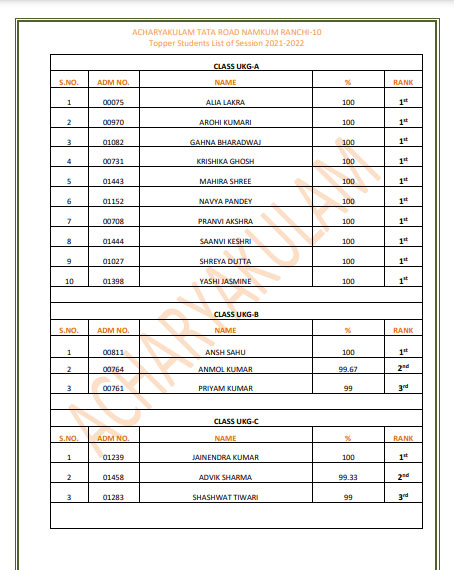 ACHARYAKULAM TATA ROAD NAMKUM RANCHI-10
Topper Students List of Session 2021-2022
CLASS UKG-A
S.NO. ADM NO. NAME % RANK
1 00075 ALIA LAKRA 100 1st
2 00970 AROHI KUMARI 100 1st
3 01082 GAHNA BHARADWAJ 100 1st
4 00731 KRISHIKA GHOSH 100 1st
5 01443 MAHIRA SHREE 100 1st
6 01152 NAVYA PANDEY 100 1st
7 00708 PRANVI AKSHRA 100 1st
8 01444 SAANVI KESHRI 100 1st
9 01027 SHREYA DUTTA 100 1st
10 01398 YASHI JASMINE 100 1st
CLASS UKG-B
S.NO. ADM NO. NAME % RANK
1 00811 ANSH SAHU 100 1st
2 00764 ANMOL KUMAR 99.67 2nd
3 00761 PRIYAM KUMAR 99 3rd
CLASS UKG-C
S.NO. ADM NO. NAME % RANK
1 01239 JAINENDRA KUMAR 100 1st
2 01458 ADVIK SHARMA 99.33 2nd
3 01283 SHASHWAT TIWARI 99 3rd
ACHARYAKULAM